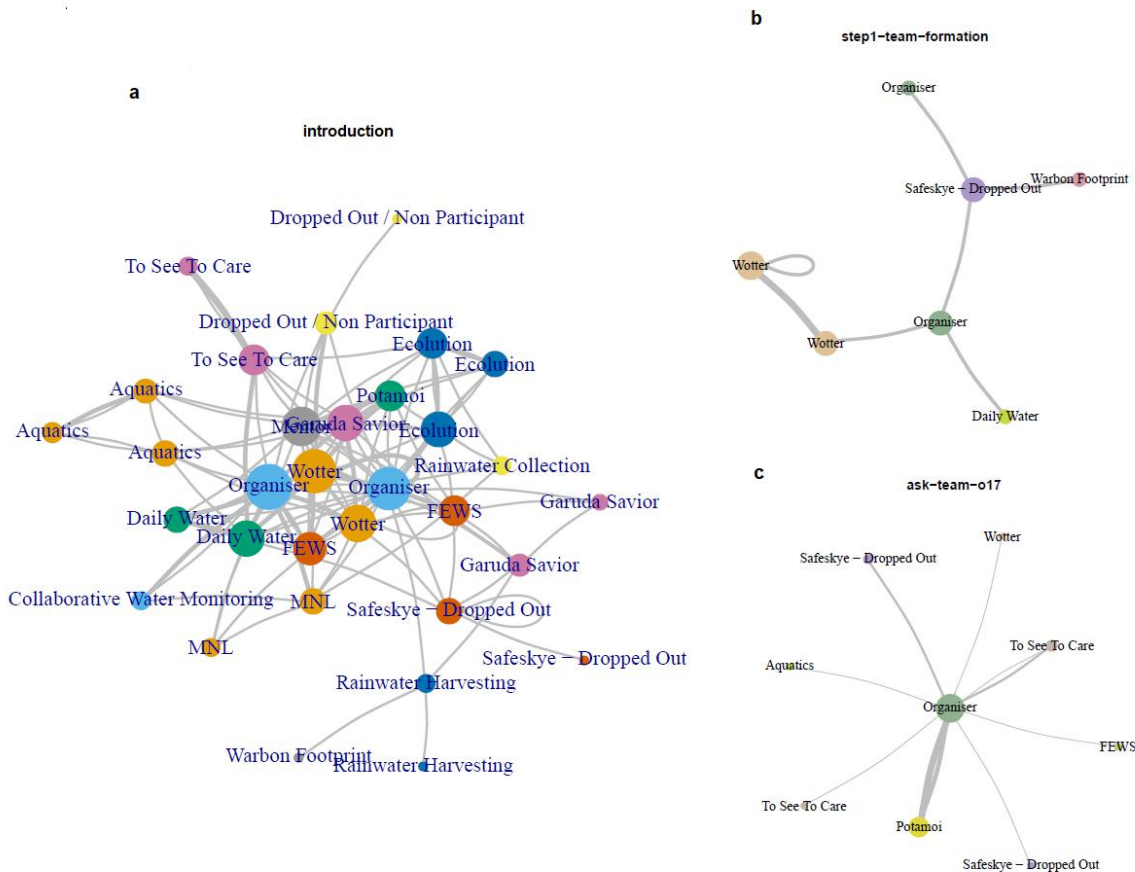 a
introduction
Dropped Out / Non Participant
To See To Care
Dropped Out / Non Participant
Ecolution
To See To Care
Ecolution
Aquatics
Potamoi
Mentor
Garuda Savior
Aquatics
Ecolution
Aquatics
Rainwater Collection
Wotter
Organiser
Organiser
Garuda Savior
FEWS
Daily Water
Wotter
Daily Water
FEWS
Garuda Savior
Collaborative Water Monitoring
MNL
Safeskye − Dropped Out
MNL
Safeskye − Dropped Out
Rainwater Harvesting
Warbon Footprint
Rainwater Harvesting
b
step1−team−formation
Organiser
Warbon Footprint
Safeskye − Dropped Out
Wotter
Organiser
Wotter
Daily Water
c
ask−team−o17
Wotter
Safeskye − Dropped Out
To See To Care
Aquatics
Organiser
FEWS
To See To Care
Potamoi
Safeskye − Dropped Out